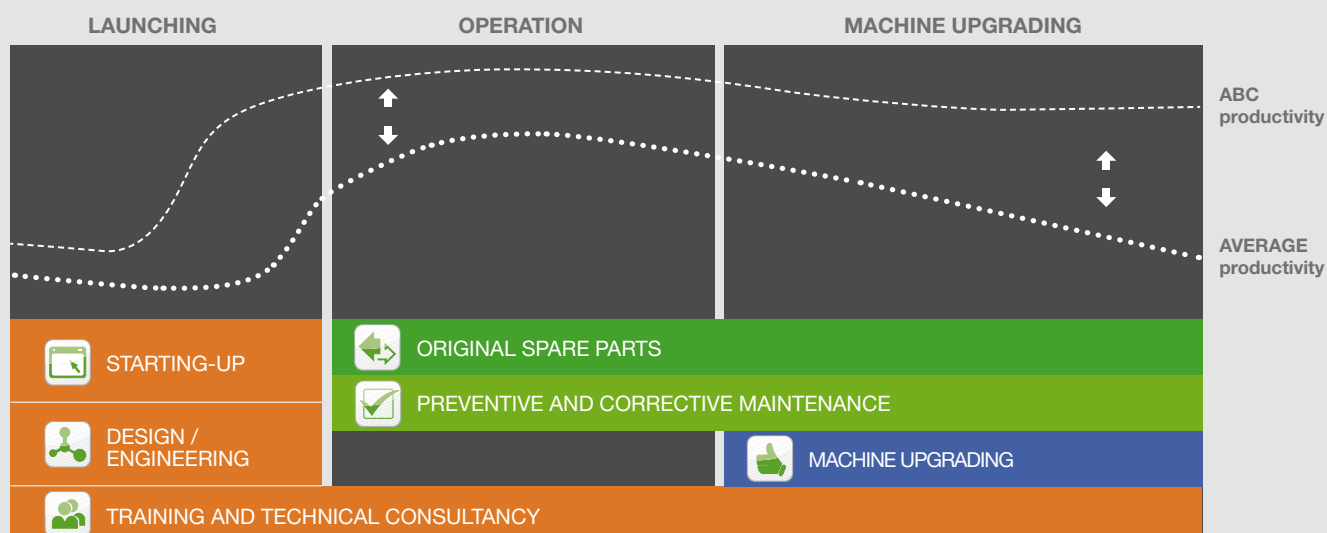 LAUNCHING
OPERATION
MACHINE UPGRADING
ABC
productivity
AVERAGE
productivity
STARTING-UP
ORIGINAL SPARE PARTS
PREVENTIVE AND CORRECTIVE MAINTENANCE
DESIGN /
ENGINEERING
MACHINE UPGRADING
TRAINING AND TECHNICAL CONSULTANCY